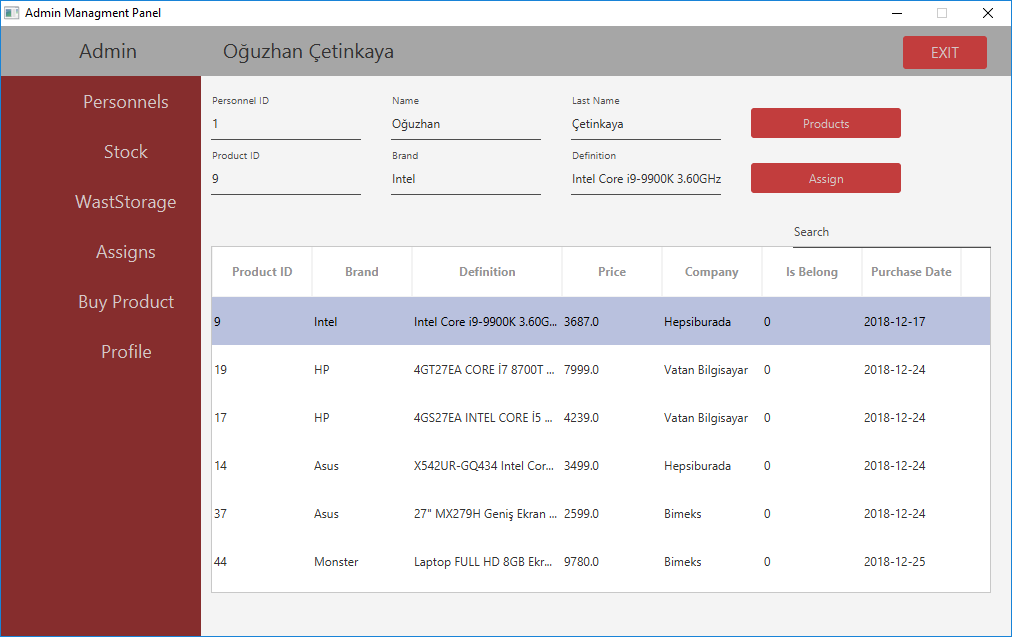 Admin Managment Panel
Admin Oğuzhan Çetinkaya EXIT
Personnels
Stock
WastStorage
Assigns
Buy Product
Profile
Personnel ID Name Last Name
1 Oğuzhan Çetinkaya Products
Product ID Brand Definition
9 Intel Intel Core i9-9900K 3.60GHz Assign
Search
Product ID Brand Definition Price Company Is Belong Purchase Date
9 Intel Intel Core i9-9900K 3.60G... 3687.0 Hepsiburada 0 2018-12-17
19 HP 4GT27EA CORE İ7 8700T ... 7999.0 Vatan Bilgisayar 0 2018-12-24
17 HP 4GS27EA INTEL CORE İ5 ... 4239.0 Vatan Bilgisayar 0 2018-12-24
14 Asus X542UR-GQ434 Intel Cor... 3499.0 Hepsiburada 0 2018-12-24
37 Asus 27" MX279H Geniş Ekran ... 2599.0 Bimeks 0 2018-12-24
44 Monster Laptop FULL HD 8GB Ekr... 9780.0 Bimeks 0 2018-12-25